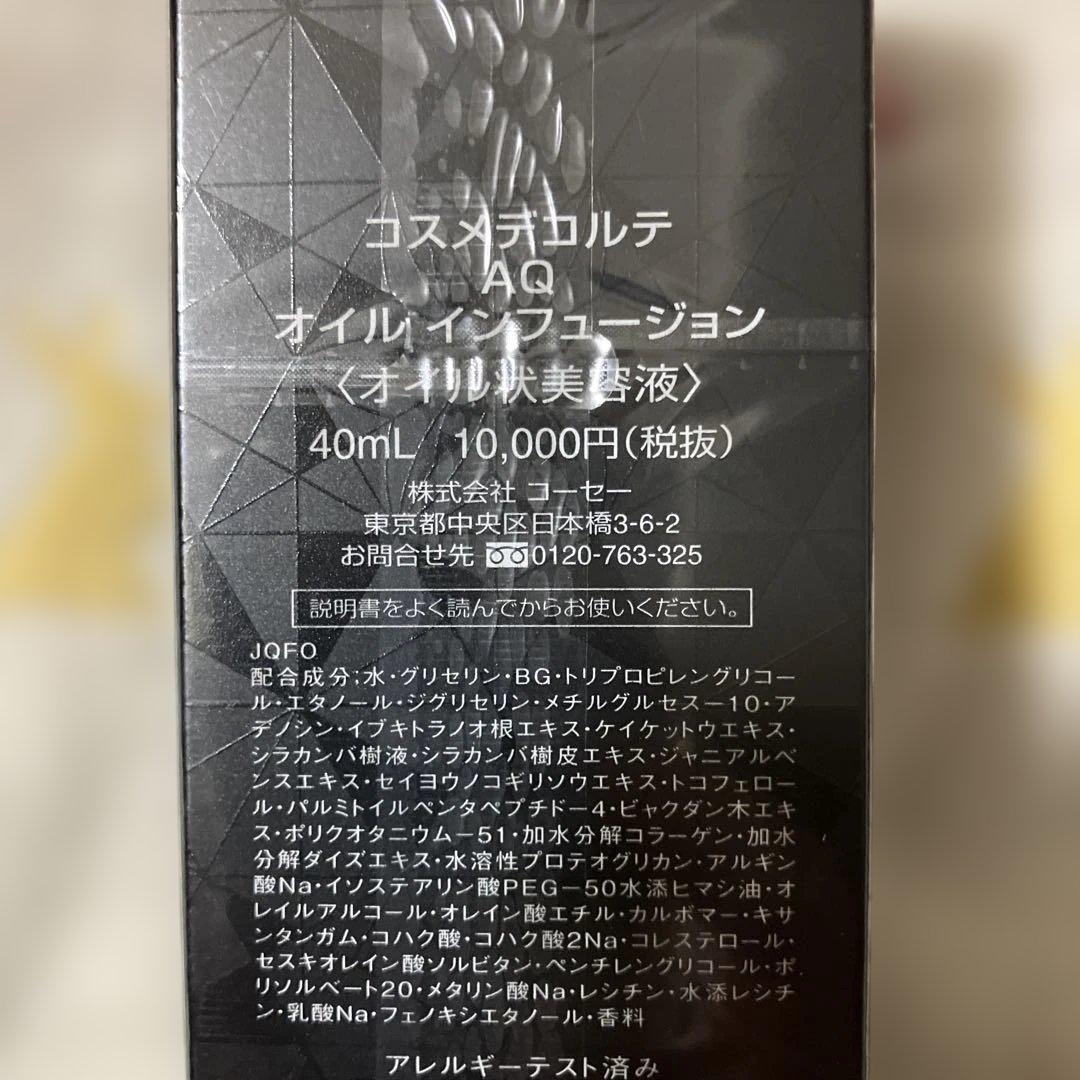 コスメデコルテ
AQ
オイル インフュージョン
〈オイル状美容液〉
40mL 10,000円(税抜)
株式会社 コーセー
東京都中央区日本橋3-6-2
お問合せ先 0120-763-325
説明書をよく読んでからお使いください。
JQFO
配合成分;水・グリセリン・BG・トリプロピレングリコー
ル・エタノール・ジグリセリン・メチルグルセス－10・ア
デノシン・イブキトラノオ根エキス・ケイケットウエキス・
シラカンバ樹液・シラカンバ樹皮エキス・ジャニアルベ
ンスエキス・セイヨウノコギリソウエキス・トコフェロー
ル・パルミトイルペンタペプチド－4・ビャクダン木エキ
ス・ポリクオタニウム－51・加水分解コラーゲン・加水
分解ダイズエキス・水溶性プロテオグリカン・アルギン
酸Na・イソステアリン酸PEG－50水添ヒマシ油・オ
レイルアルコール・オレイン酸エチル・カルボマー・キサ
ンタンガム・コハク酸・コハク酸2Na・コレステロール・
セスキオレイン酸ソルビタン・ペンチレングリコール・ポ
リソルベート20・メタリン酸Na・レシチン・水添レシチ
ン・乳酸Na・フェノキシエタノール・香料
アレルギーテスト済み